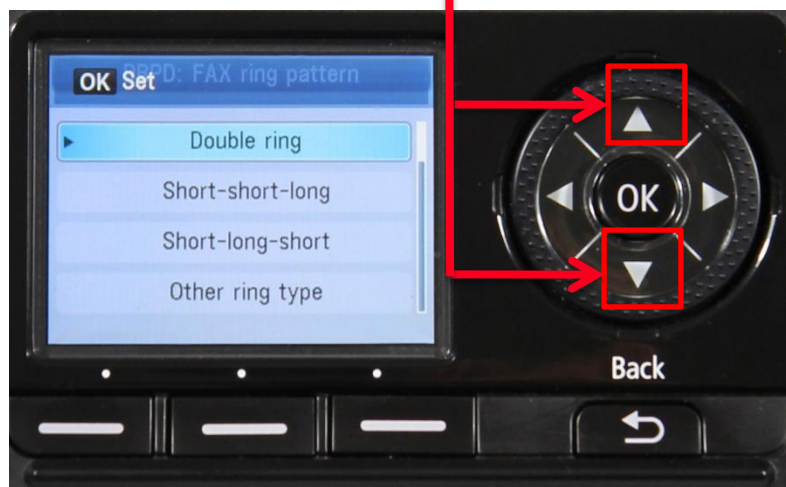 OK Set
DRPD: FAX ring pattern
Double ring
Short-short-long
Short-long-short
Other ring type
OK
Back